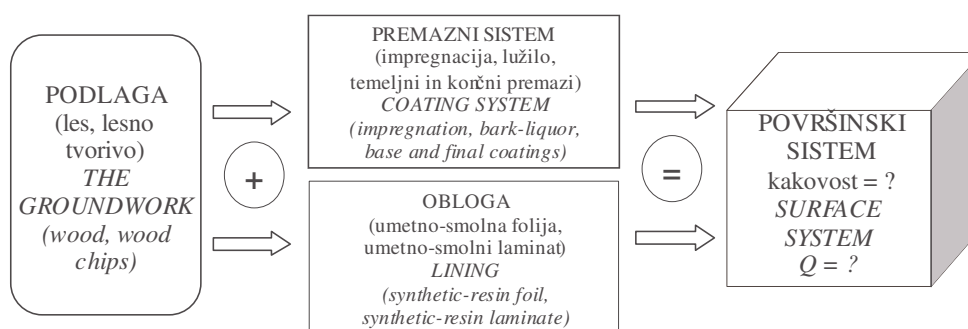 PODLAGA
(les, lesno
tvorivo)
THE
GROUNDWORK
(wood, wood
chips)
+
PREMAZNI SISTEM
(impregnacija, lužilo,
temeljni in končni premazi)
COATING SYSTEM
(impregnation, bark-liquor,
base and final coatings)
OBLOGA
(umetno-smolna folija,
umetno-smolni laminat)
LINING
(synthetic-resin foil,
synthetic-resin laminate)
=
POVRŠINSKI
SISTEM
kakovost = ?
SURFACE
SYSTEM
Q = ?